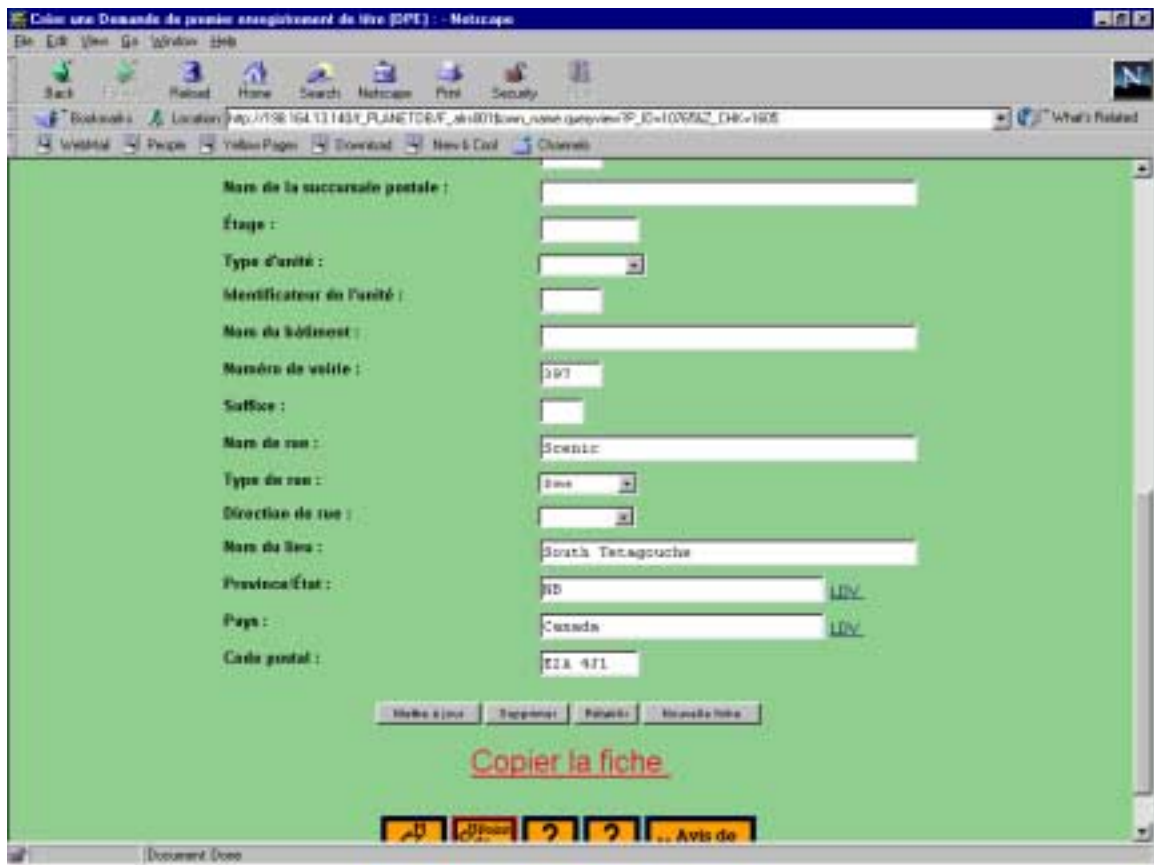 Créer une Demande de premier enregistrement de titre (DPE) : - Netscape
File Edit View Go Window Help
Back Reload Home Search Netscape Print Security
Bookmarks Location: What's Related
WebMail People Yellow Pages Download New & Cool Channels
Nom de la succursale postale :
Étage :
Type d'unité :
Identificateur de l'unité :
Nom du bâtiment :
Numéro de voirie : 397
Suffixe :
Nom de rue : Scenic
Type de rue : Drive
Direction de rue :
Nom du lieu : South Tetagouche
Province/État : NB LDV
Pays : Canada LDV
Code postal :
Mettre à jour Supprimer Rétablir Nouvelle fiche
Copier la fiche
? ? Avis de
Document: Done